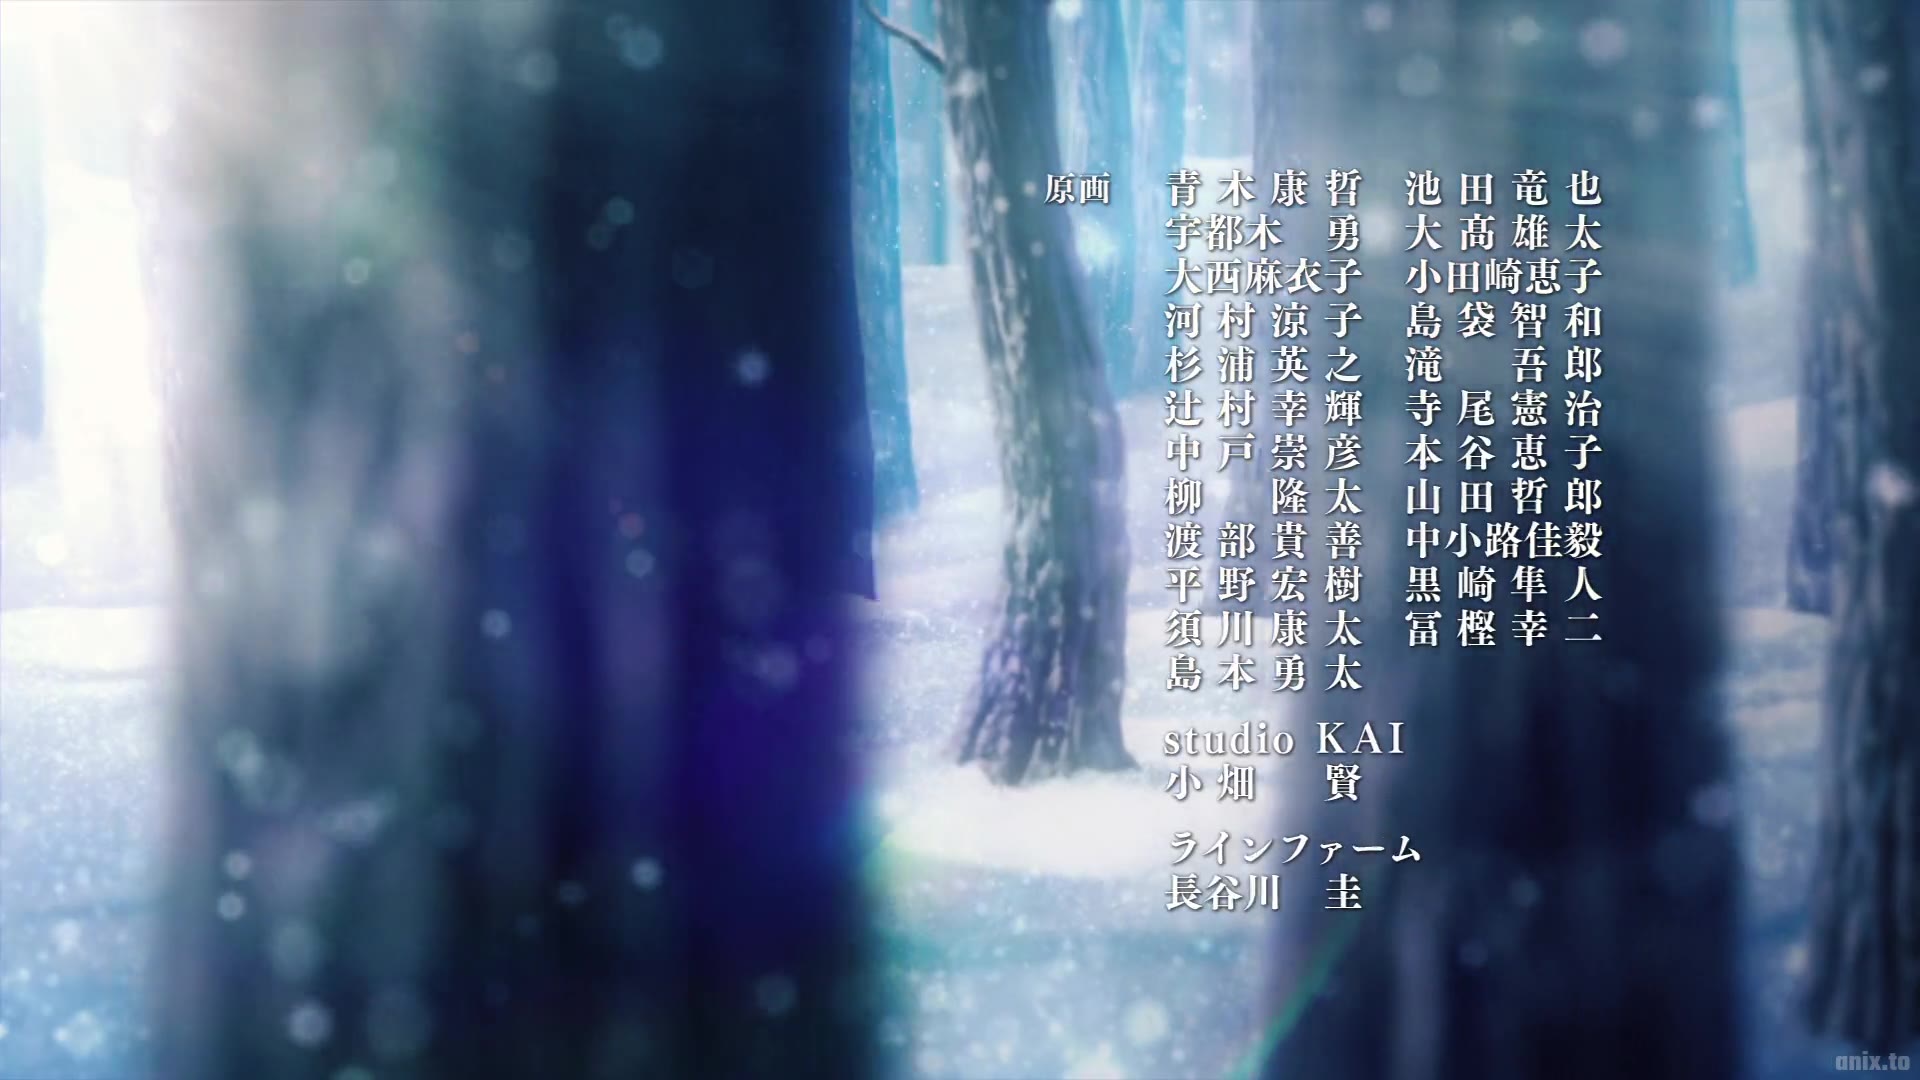 原画 青木康哲 池田竜也
宇都木 勇 大髙雄太
大西麻衣子 小田崎恵子
河村涼子 島袋智和
杉浦英之 滝 吾郎
辻村幸輝 寺尾憲治
中戸崇彦 本谷恵子
柳 隆太 山田哲郎
渡部貴善 中小路佳毅
平野宏樹 黒崎隼人
須川康太 冨樫幸二
島本勇太
studio KAI
小畑 賢
ラインファーム
長谷川 圭
anix.to